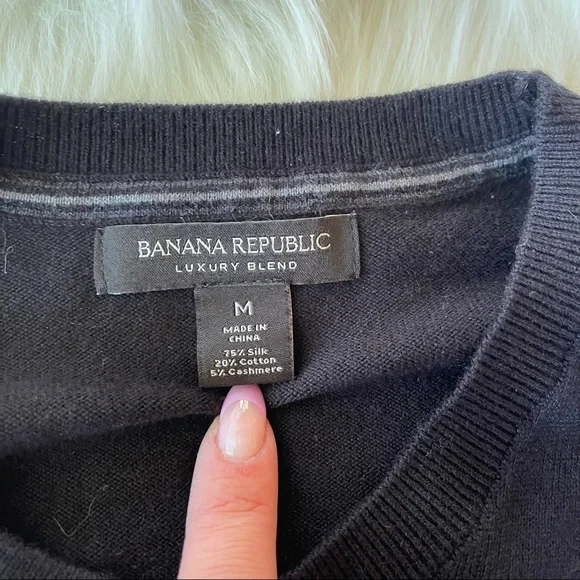 BANANA REPUBLIC
LUXURY BLEND
M
MADE IN
CHINA
75% Silk
20% Cotton
5% Cashmere